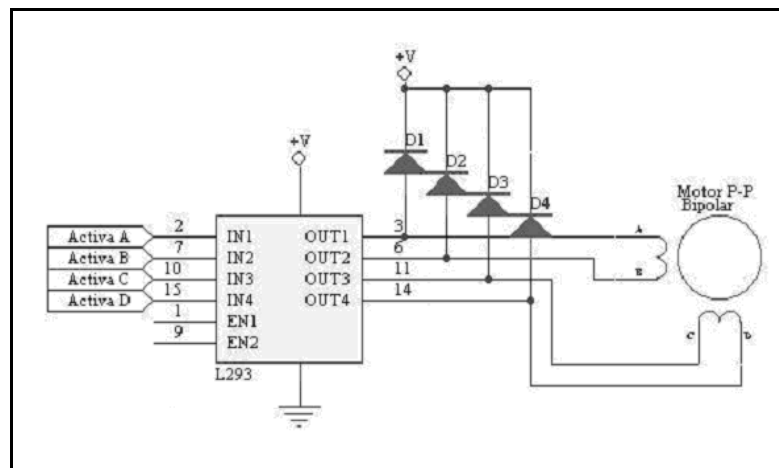 +V
+V
D1
D2
D3
D4
Motor P-P
Bipolar
Activa A 2 IN1 OUT1 3 A
Activa B 7 IN2 OUT2 6 B
Activa C 10 IN3 OUT3 11
Activa D 15 IN4 OUT4 14
1 EN1
9 EN2
C D
L293